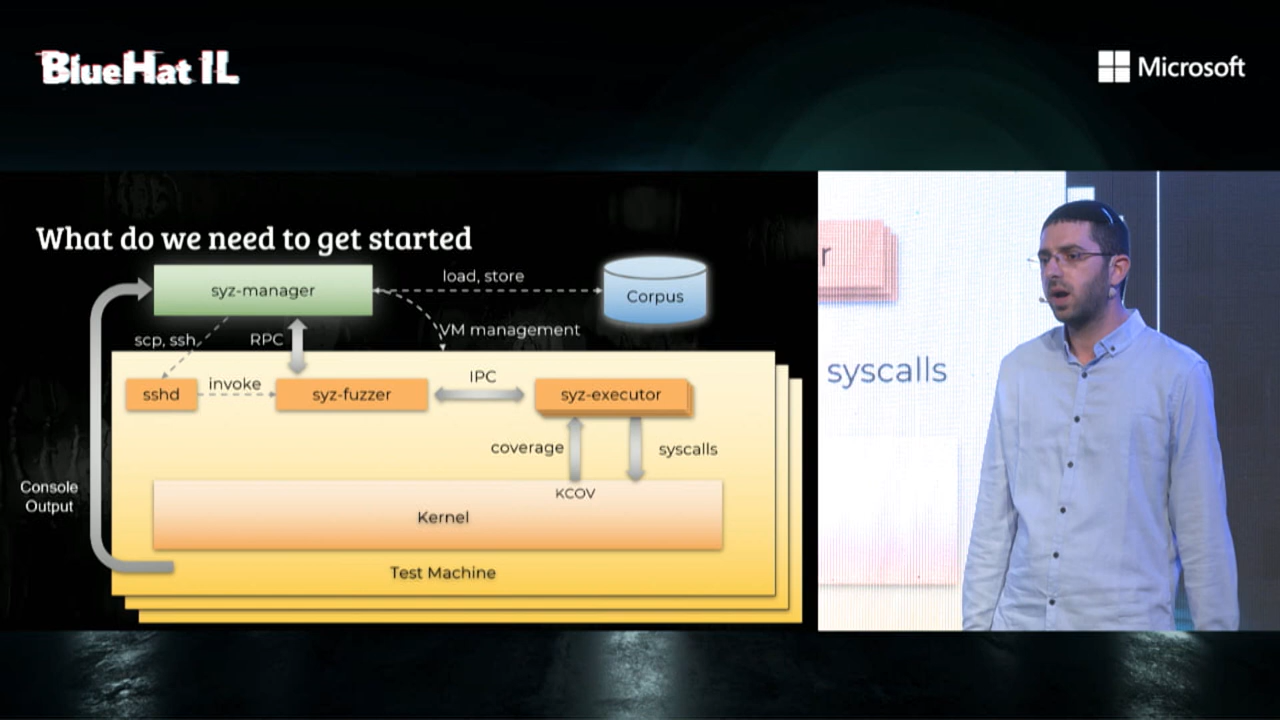 BlueHat IL
Microsoft
What do we need to get started
syz-manager
load, store
Corpus
VM management
scp, ssh
RPC
sshd
invoke
syz-fuzzer
IPC
syz-executor
coverage
syscalls
KCOV
Kernel
Console
Output
Test Machine
r
syscalls